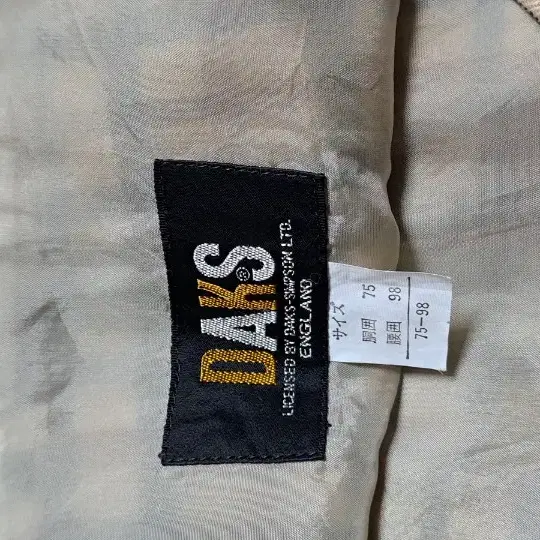 DAKS®
LICENSED BY DAKS-SIMPSON LTD.
ENGLAND
サイズ
胴囲 75
腰囲 98
75-98